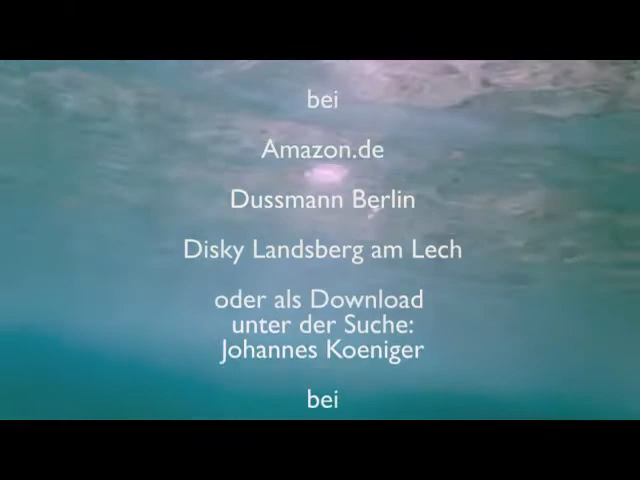 bei
Amazon.de
Dussmann Berlin
Disky Landsberg am Lech
oder als Download
unter der Suche:
Johannes Koeniger
bei